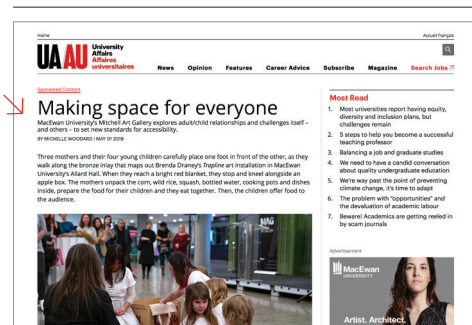 Home
Accueil français
UA/AU
University
Affairs
Affaires
universitaires
News Opinion Features Career Advice Subscribe Magazine Search Jobs
Sponsored Content
Making space for everyone
MacEwan University's Mitchell Art Gallery explores adult/child relationships and challenges itself –
and others – to set new standards for accessibility.
BY MICHELLE WOODARD | MAY 01 2019
Three mothers and their four young children carefully place one foot in front of the other, as they
walk along the bronze inlay that maps out Brenda Draney's Trapline art installation in MacEwan
University's Allard Hall. When they reach a bright red blanket, they stop and kneel alongside an
apple box. The mothers unpack the corn, wild rice, squash, bottled water, cooking pots and dishes
inside, prepare the food for their children and they eat together. Then, the children offer food to
the audience.
Most Read
1. Most universities report having equity,
diversity and inclusion plans, but
challenges remain
2. 5 steps to help you become a successful
teaching professor
3. Balancing a job and graduate studies
4. We need to have a candid conversation
about quality undergraduate education
5. We're way past the point of preventing
climate change, it's time to adapt
6. The problem with "opportunities" and
the devaluation of academic labour
7. Beware! Academics are getting reeled in
by scam journals
Advertisement
MacEwan
UNIVERSITY
Artist. Architect.